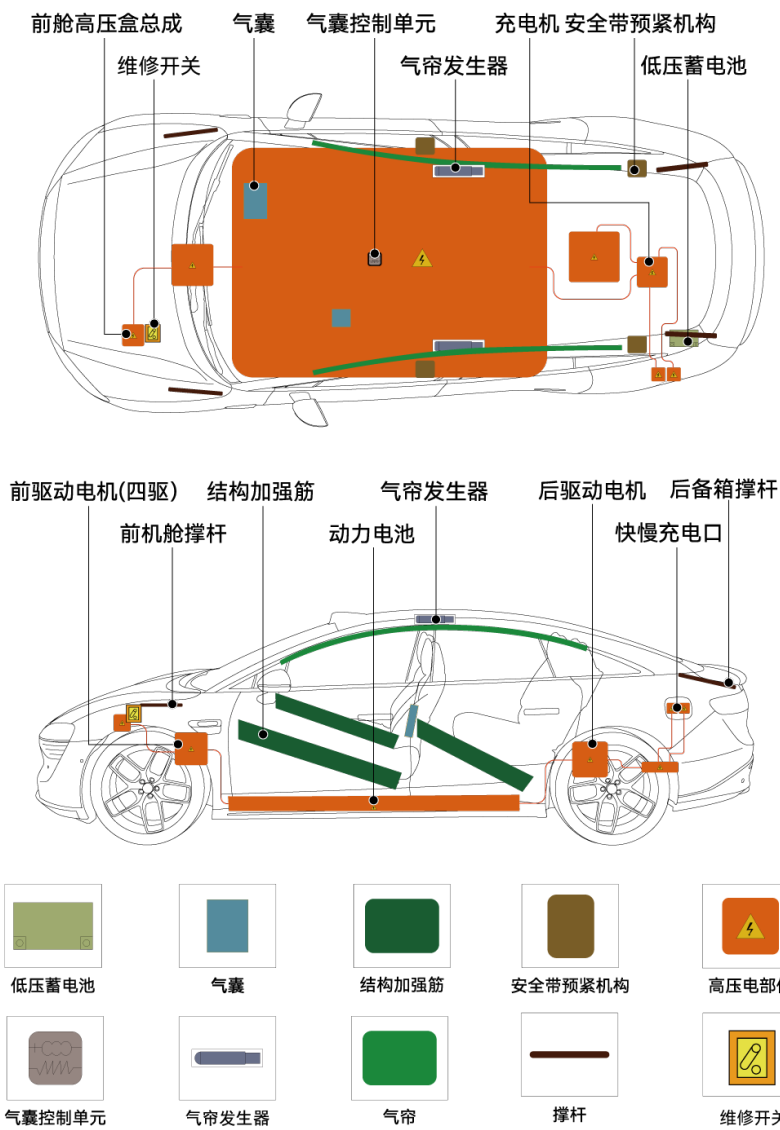 前舱高压盒总成 气囊 气囊控制单元 充电机 安全带预紧机构
维修开关 气帘发生器 低压蓄电池
前驱动电机(四驱) 结构加强筋 气帘发生器 后驱动电机 后备箱撑杆
前机舱撑杆 动力电池 快慢充电口
低压蓄电池 气囊 结构加强筋 安全带预紧机构 高压电部
气囊控制单元 气帘发生器 气帘 撑杆 维修开